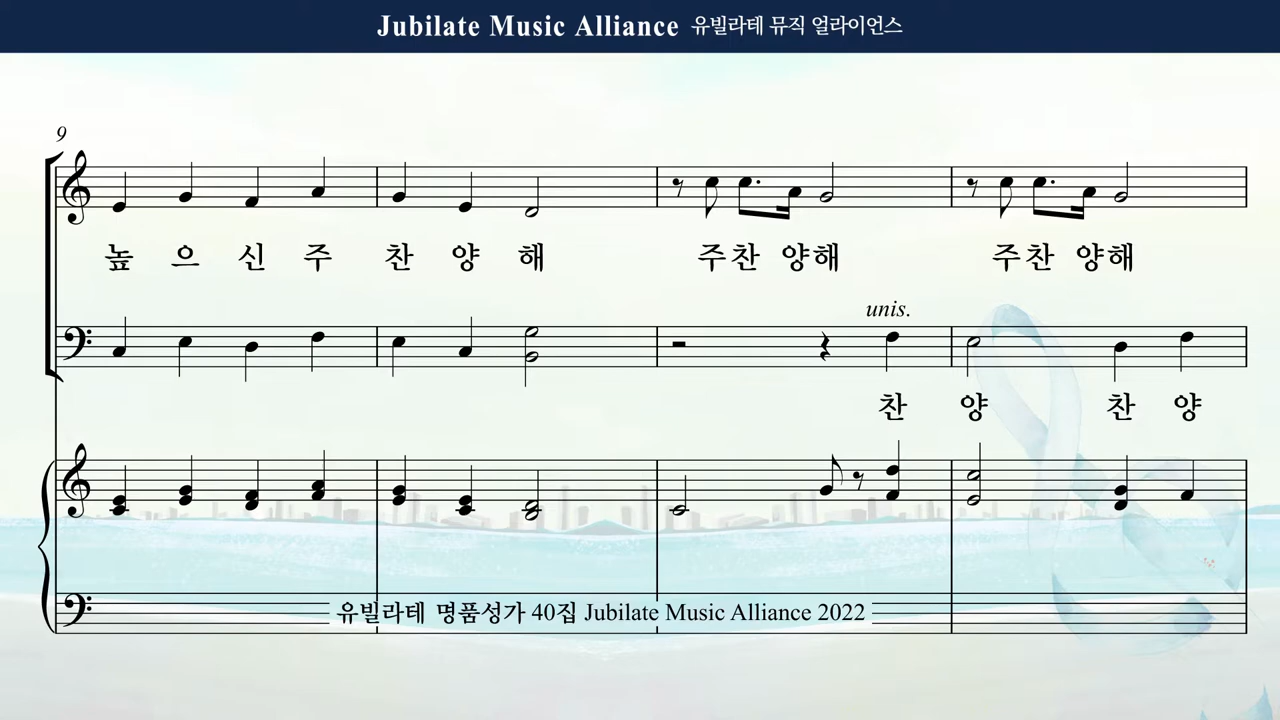 Jubilate Music Alliance 유빌라테 뮤직 얼라이언스
9
높 으 신 주 찬 양 해 주찬 양해 주찬 양해
unis.
찬 양 찬 양
유빌라테 명품성가 40집 Jubilate Music Alliance 2022